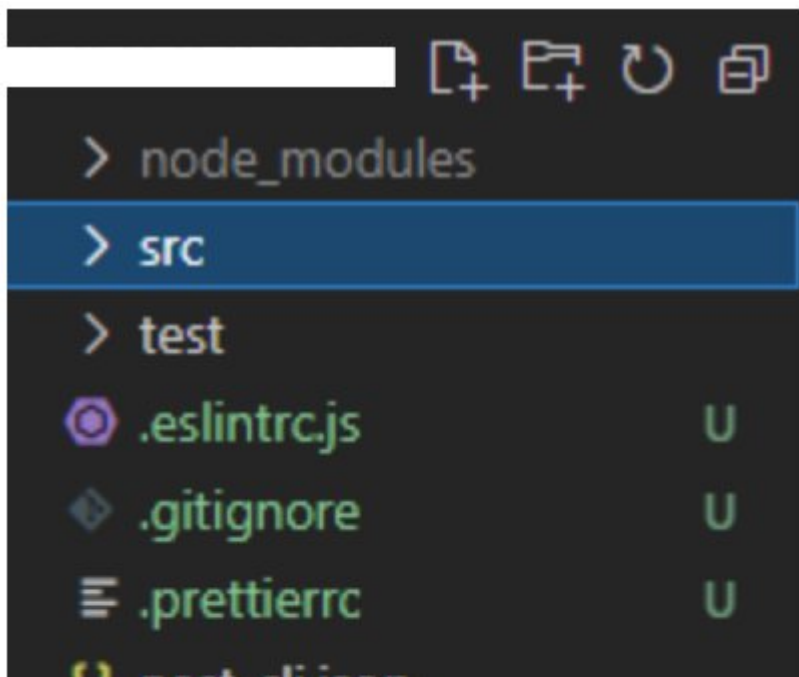 node_modules
src
test
.eslintrc.js U
.gitignore U
.prettierrc U